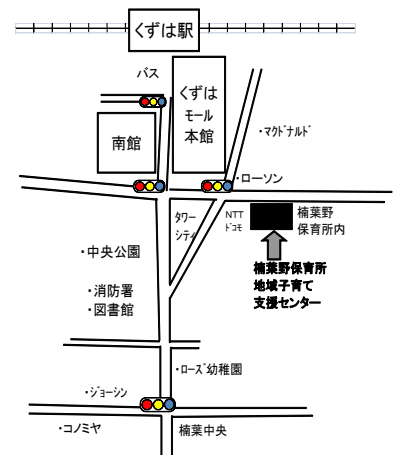 くずは駅
バス
くずは
モール
本館
南館
・マクドナルド
・ローソン
タワー
シティ
NTT
ドコモ
楠葉野
保育所内
・中央公園
楠葉野保育所
地域子育て
支援センター
・消防署
・図書館
・ローズ幼稚園
・ジョーシン
・コノミヤ
楠葉中央